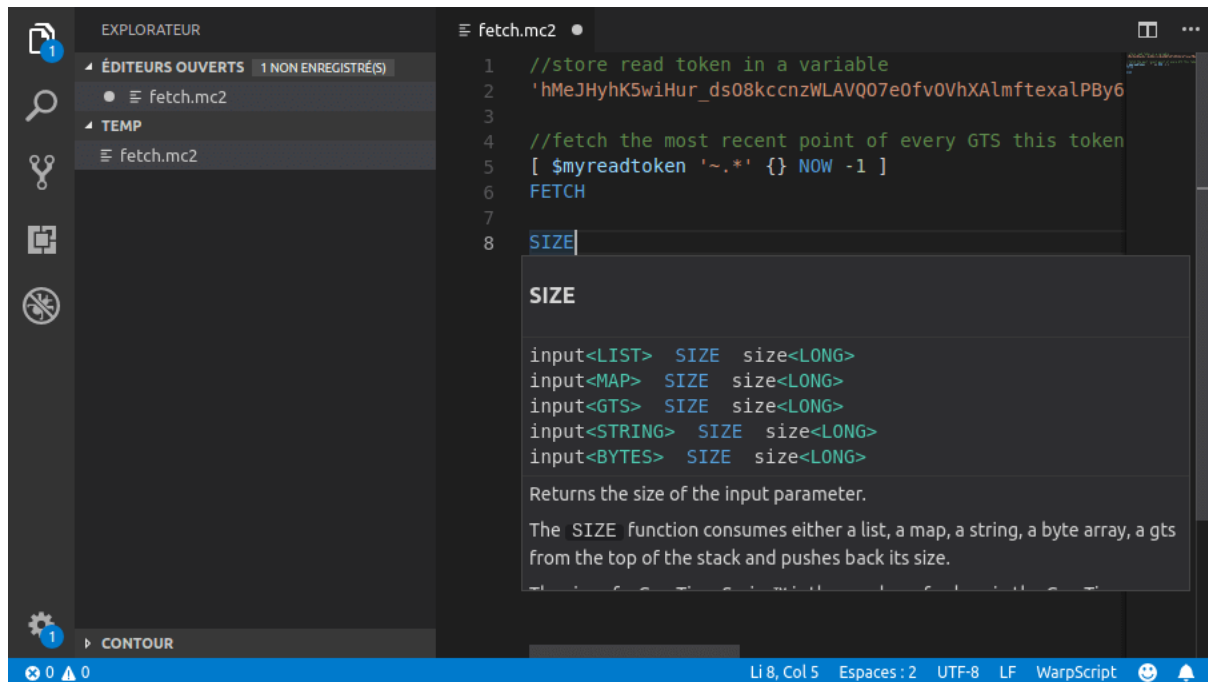 EXPLORATEUR
ÉDITEURS OUVERTS 1 NON ENREGISTRÉ(S)
fetch.mc2
TEMP
fetch.mc2
CONTOUR
1
1
fetch.mc2
1 //store read token in a variable
2 'hMeJHyhK5wiHur_dsO8kccnzWLAVQO7eOfvOVhXAlmftexalPBy6
3
4 //fetch the most recent point of every GTS this token
5 [ $myreadtoken '~.*' {} NOW -1 ]
6 FETCH
7
8 SIZE
SIZE
input<LIST> SIZE size<LONG>
input<MAP> SIZE size<LONG>
input<GTS> SIZE size<LONG>
input<STRING> SIZE size<LONG>
input<BYTES> SIZE size<LONG>
Returns the size of the input parameter.
The SIZE function consumes either a list, a map, a string, a byte array, a gts
from the top of the stack and pushes back its size.
0 0 Li 8, Col 5 Espaces : 2 UTF-8 LF WarpScript